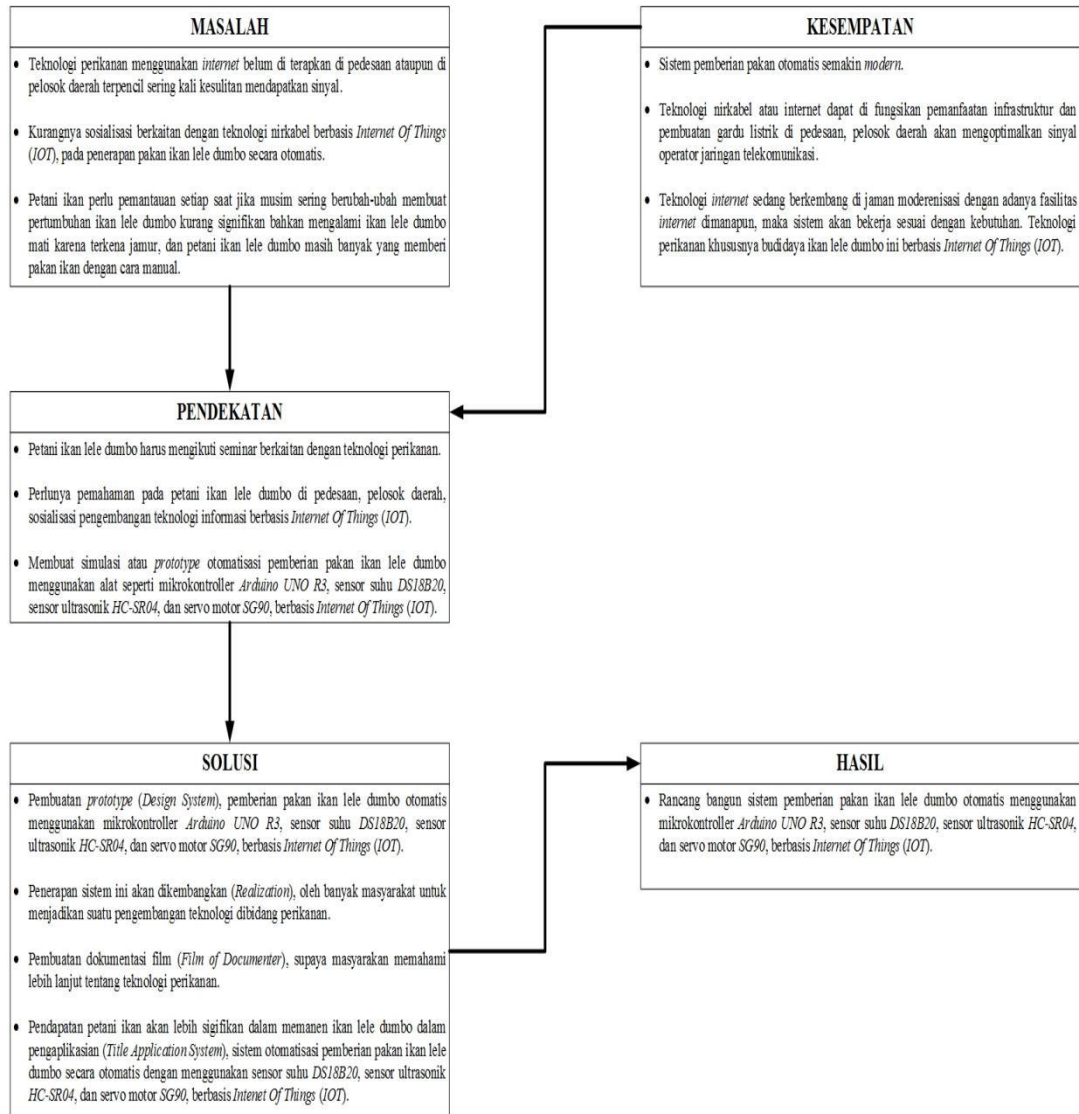 MASALAH
• Teknologi perikanan menggunakan internet belum di terapkan di pedesaan ataupun di
pelosok daerah terpencil sering kali kesulitan mendapatkan sinyal.
• Kurangnya sosialisasi berkaitan dengan teknologi nirkabel berbasis Internet Of Things
(IOT), pada penerapan pakan ikan lele dumbo secara otomatis.
• Petani ikan perlu pemantauan setiap saat jika musim sering berubah-ubah membuat
pertumbuhan ikan lele dumbo kurang signifikan bahkan mengalami ikan lele dumbo
mati karena terkena jamur, dan petani ikan lele dumbo masih banyak yang memberi
pakan ikan dengan cara manual.
KESEMPATAN
• Sistem pemberian pakan otomatis semakin modern.
• Teknologi nirkabel atau internet dapat di fungsikan pemanfaatan infrastruktur dan
pembuatan gardu listrik di pedesaan, pelosok daerah akan mengoptimalkan sinyal
operator jaringan telekomunikasi.
• Teknologi internet sedang berkembang di jaman moderenisasi dengan adanya fasilitas
internet dimanapun, maka sistem akan bekerja sesuai dengan kebutuhan. Teknologi
perikanan khususnya budidaya ikan lele dumbo ini berbasis Internet Of Things (IOT).
PENDEKATAN
• Petani ikan lele dumbo harus mengikuti seminar berkaitan dengan teknologi perikanan.
• Perlunya pemahaman pada petani ikan lele dumbo di pedesaan, pelosok daerah,
sosialisasi pengembangan teknologi informasi berbasis Internet Of Things (IOT).
• Membuat simulasi atau prototype otomatisasi pemberian pakan ikan lele dumbo
menggunakan alat seperti mikrokontroller Arduino UNO R3, sensor suhu DS18B20,
sensor ultrasonik HC-SR04, dan servo motor SG90, berbasis Internet Of Things (IOT).
SOLUSI
• Pembuatan prototype (Design System), pemberian pakan ikan lele dumbo otomatis
menggunakan mikrokontroller Arduino UNO R3, sensor suhu DS18B20, sensor
ultrasonik HC-SR04, dan servo motor SG90, berbasis Internet Of Things (IOT).
• Penerapan sistem ini akan dikembangkan (Realization), oleh banyak masyarakat untuk
menjadikan suatu pengembangan teknologi dibidang perikanan.
• Pembuatan dokumentasi film (Film of Documenter), supaya masyarakan memahami
lebih lanjut tentang teknologi perikanan.
• Pendapatan petani ikan akan lebih sigifikan dalam memanen ikan lele dumbo dalam
pengaplikasian (Title Application System), sistem otomatisasi pemberian pakan ikan lele
dumbo secara otomatis dengan menggunakan sensor suhu DS18B20, sensor ultrasonik
HC-SR04, dan servo motor SG90, berbasis Intenet Of Things (IOT).
HASIL
• Rancang bangun sistem pemberian pakan ikan lele dumbo otomatis menggunakan
mikrokontroller Arduino UNO R3, sensor suhu DS18B20, sensor ultrasonik HC-SR04,
dan servo motor SG90, berbasis Internet Of Things (IOT).